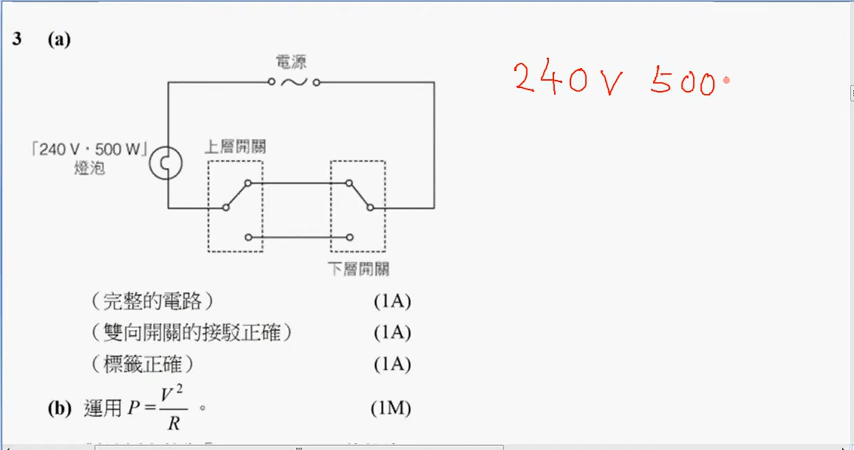 3 (a)
電源
240V 500
「240 V，500 W」
燈泡
上層開關
下層開關
（完整的電路） (1A)
（雙向開關的接駁正確） (1A)
（標籤正確） (1A)
(b) 運用 P = V²/R 。 (1M)